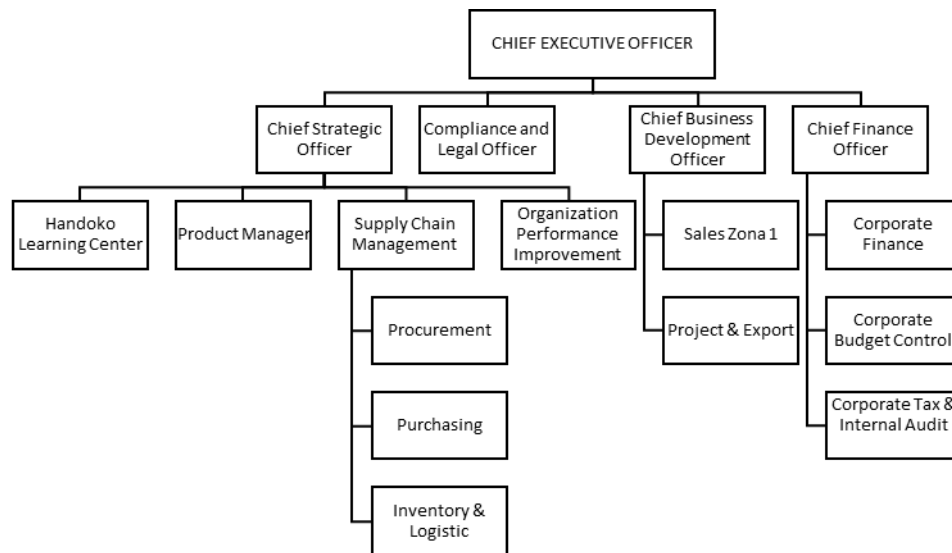 CHIEF EXECUTIVE OFFICER
Chief Strategic
Officer
Compliance and
Legal Officer
Chief Business
Development
Officer
Chief Finance
Officer
Handoko
Learning Center
Product Manager
Supply Chain
Management
Organization
Performance
Improvement
Sales Zona 1
Corporate
Finance
Procurement
Project & Export
Corporate
Budget Control
Purchasing
Corporate Tax &
Internal Audit
Inventory &
Logistic